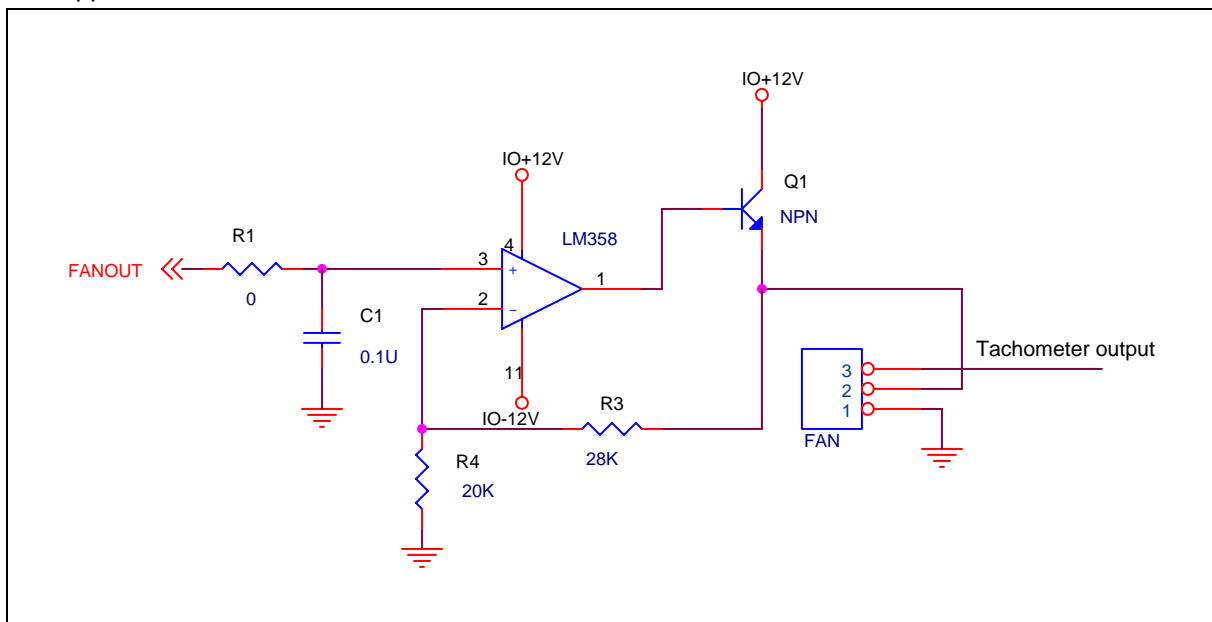 IO+12V
IO+12V
Q1
NPN
R1
4
LM358
FANOUT
3
+
1
0
2
-
C1
0.1U
Tachometer output
3
2
1
11
IO-12V
R3
FAN
28K
R4
20K